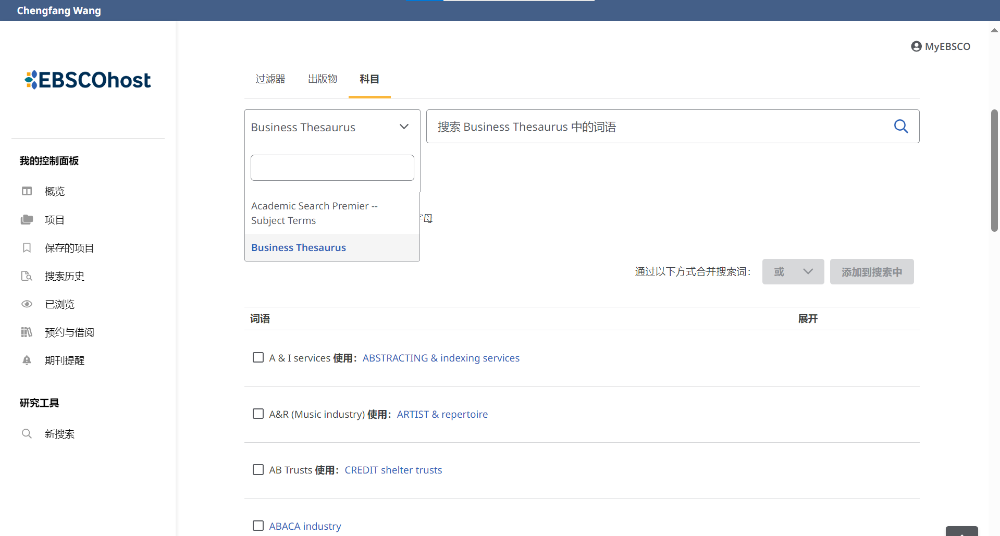 Chengfang Wang
MyEBSCO
EBSCOhost
过滤器 出版物 科目
Business Thesaurus
搜索 Business Thesaurus 中的词语
Academic Search Premier --
Subject Terms
Business Thesaurus
字母
我的控制面板
概览
项目
保存的项目
搜索历史
已浏览
预约与借阅
期刊提醒
研究工具
新搜索
通过以下方式合并搜索词： 或 添加到搜索中
词语 展开
A & I services 使用： ABSTRACTING & indexing services
A&R (Music industry) 使用： ARTIST & repertoire
AB Trusts 使用： CREDIT shelter trusts
ABACA industry